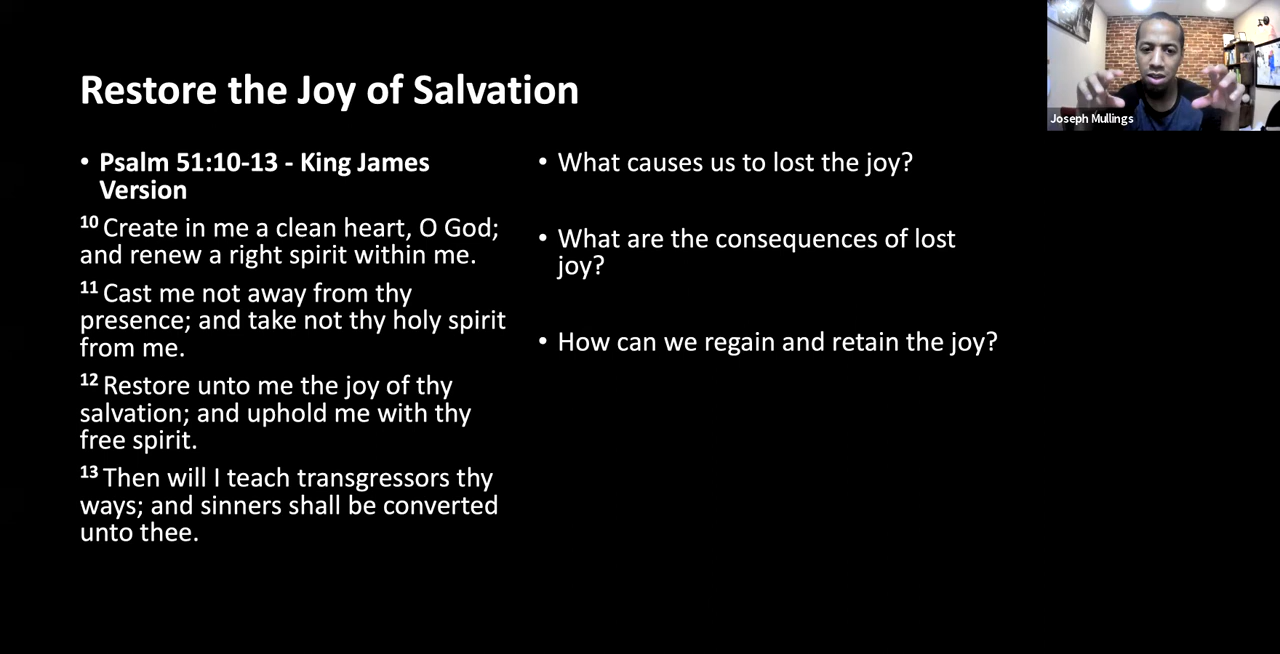 Restore the Joy of Salvation
• Psalm 51:10-13 - King James
Version
10 Create in me a clean heart, O God;
and renew a right spirit within me.
11 Cast me not away from thy
presence; and take not thy holy spirit
from me.
12 Restore unto me the joy of thy
salvation; and uphold me with thy
free spirit.
13 Then will I teach transgressors thy
ways; and sinners shall be converted
unto thee.
• What causes us to lost the joy?
• What are the consequences of lost
joy?
• How can we regain and retain the joy?
Joseph Mullings